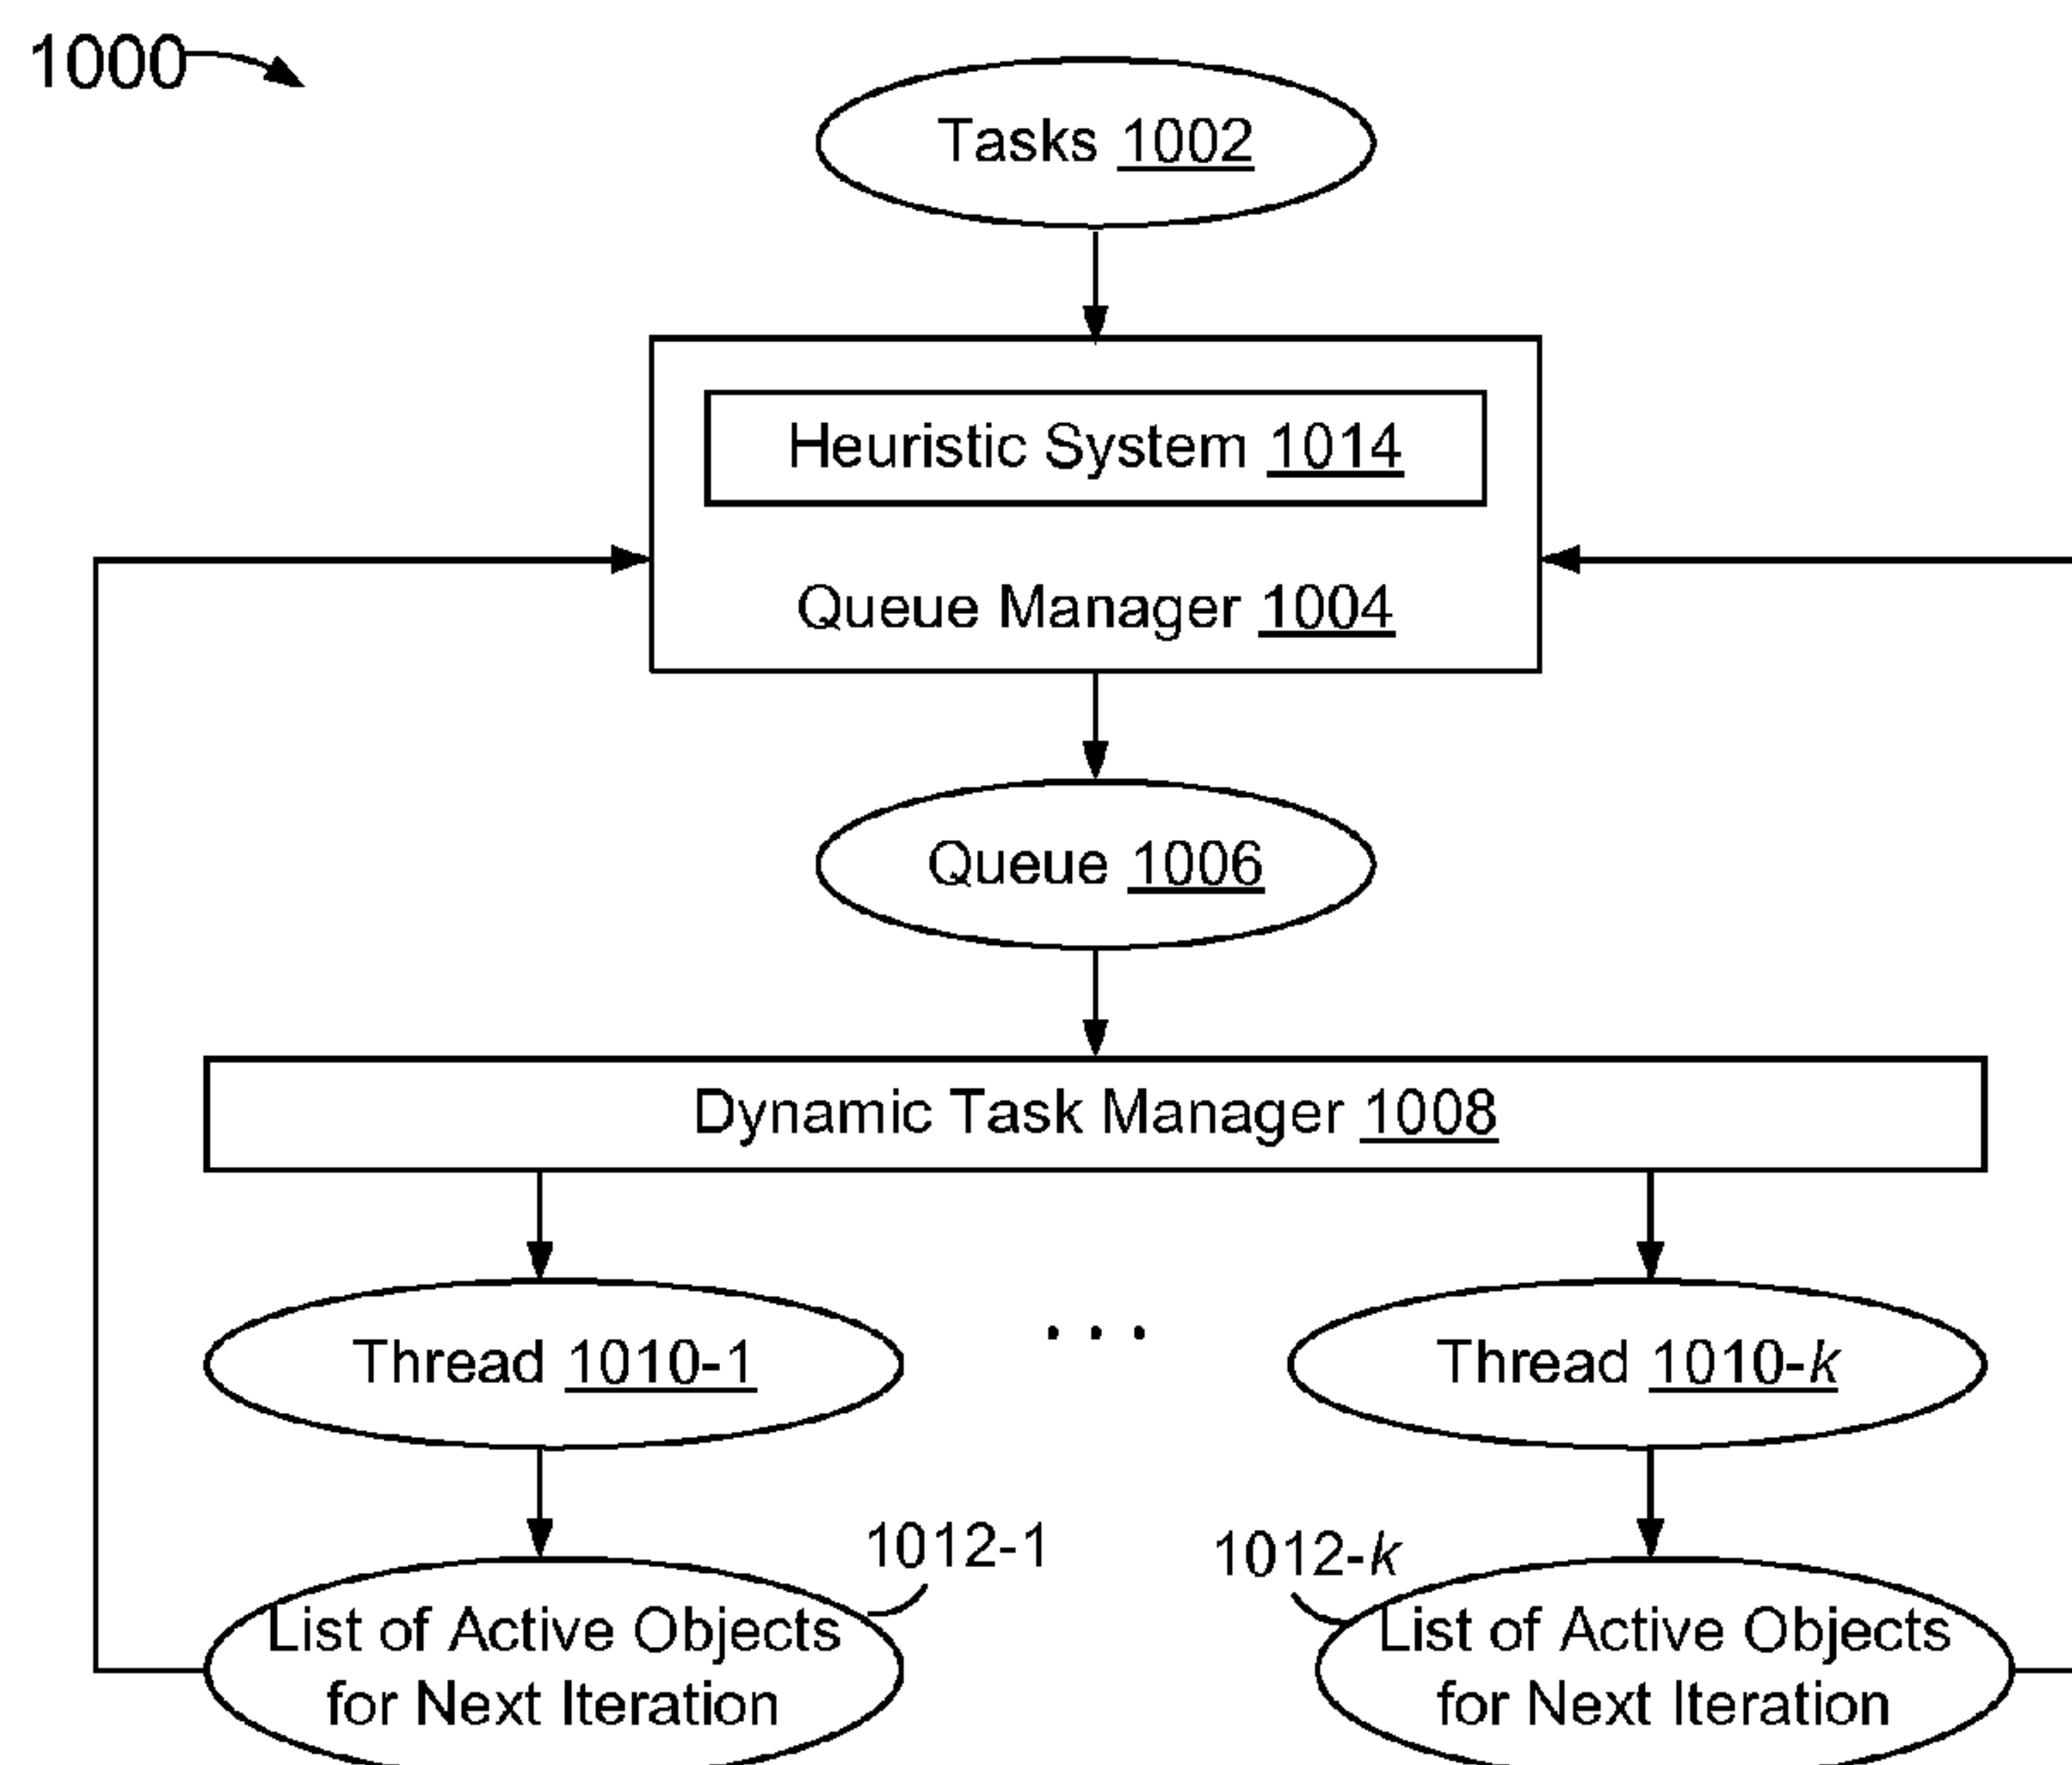 1000
Tasks 1002
Heuristic System 1014
Queue Manager 1004
Queue 1006
Dynamic Task Manager 1008
Thread 1010-1
. . .
Thread 1010-k
1012-1
1012-k
List of Active Objects
for Next Iteration
List of Active Objects
for Next Iteration